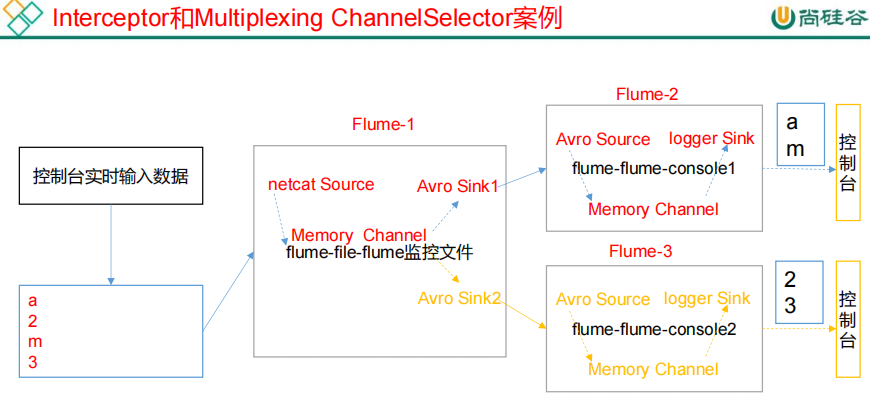 Interceptor和Multiplexing ChannelSelector案例
尚硅谷
控制台实时输入数据
a
2
m
3
Flume-1
netcat Source
Avro Sink1
Memory Channel
flume-file-flume监控文件
Avro Sink2
Flume-2
Avro Source
logger Sink
flume-flume-console1
Memory Channel
a
m
控
制
台
Flume-3
Avro Source
logger Sink
flume-flume-console2
Memory Channel
2
3
控
制
台